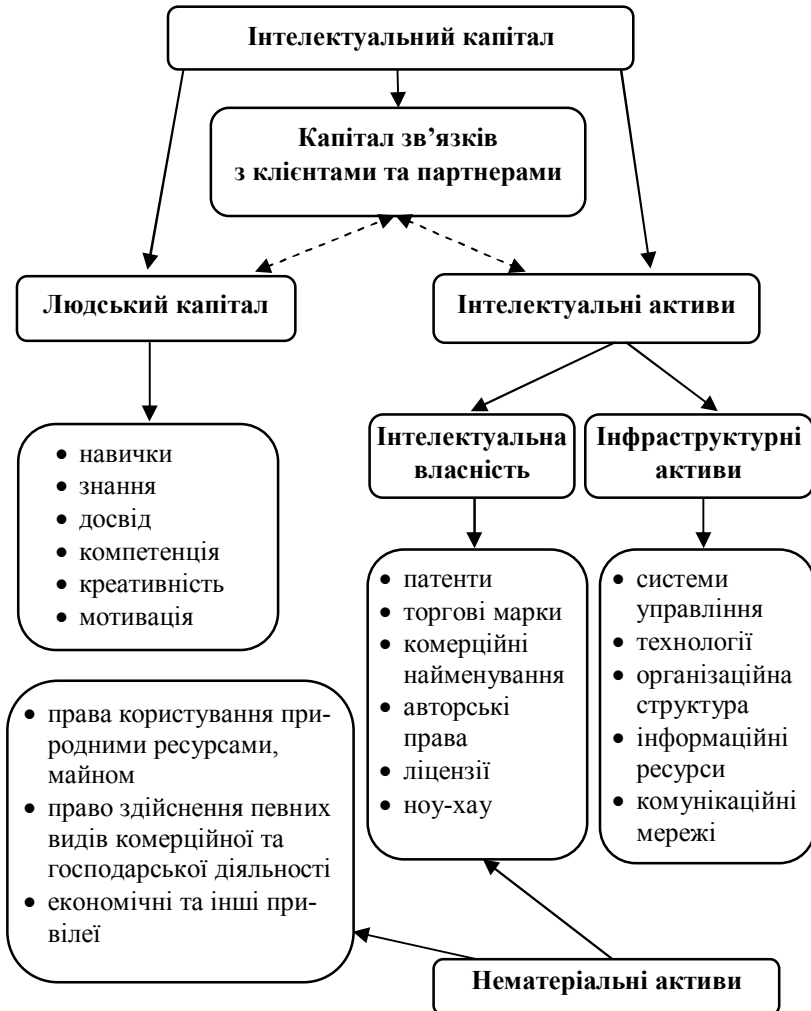 Інтелектуальний капітал
Капітал зв’язків
з клієнтами та партнерами
Людський капітал
Інтелектуальні активи
Інтелектуальна
власність
Інфраструктурні
активи
• навички
• знання
• досвід
• компетенція
• креативність
• мотивація
• патенти
• торгові марки
• комерційні
найменування
• авторські
права
• ліцензії
• ноу-хау
• системи
управління
• технології
• організаційна
структура
• інформаційні
ресурси
• комунікаційні
мережі
• права користування при-
родними ресурсами,
майном
• право здійснення певних
видів комерційної та
господарської діяльності
• економічні та інші при-
вілеї
Нематеріальні активи